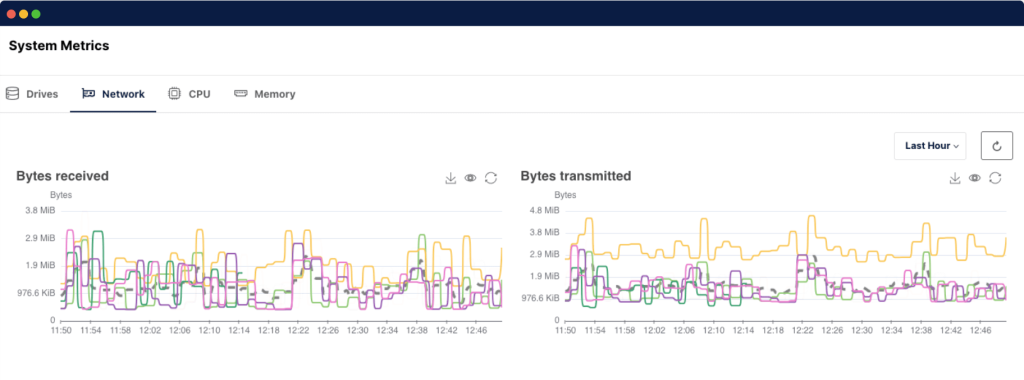 System Metrics
Drives Network CPU Memory
Last Hour
Bytes received
Bytes
3.8 MiB
2.9 MiB
1.9 MiB
976.6 KiB
0
11:50 11:54 11:58 12:02 12:06 12:10 12:14 12:18 12:22 12:26 12:30 12:34 12:38 12:42 12:46
Bytes transmitted
Bytes
4.8 MiB
3.8 MiB
2.9 MiB
1.9 MiB
976.6 KiB
0
11:50 11:54 11:58 12:02 12:06 12:10 12:14 12:18 12:22 12:26 12:30 12:34 12:38 12:42 12:46